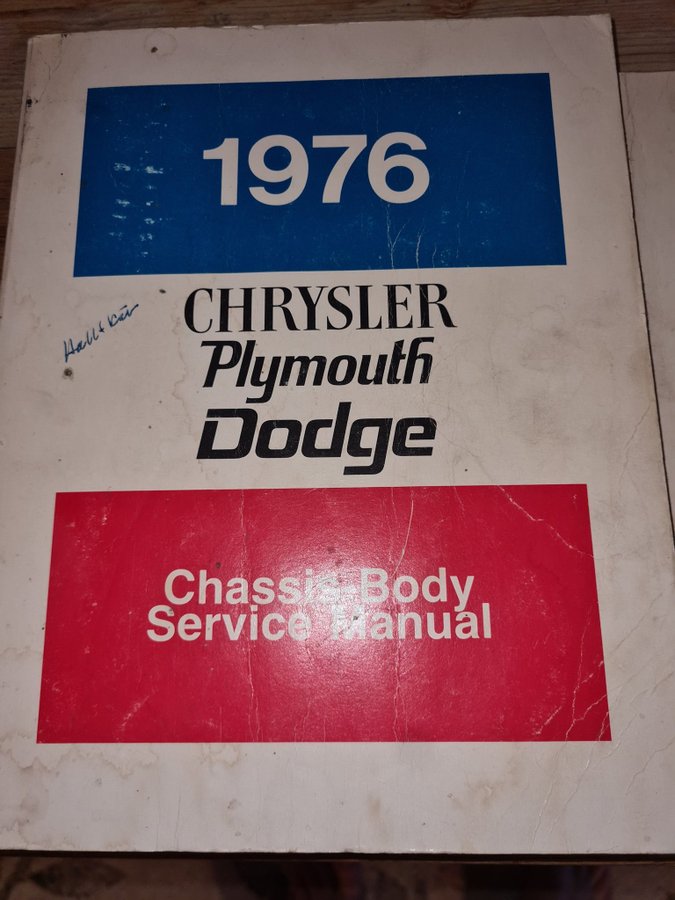 1976
CHRYSLER
Plymouth
Dodge
Chassis-Body
Service Manual